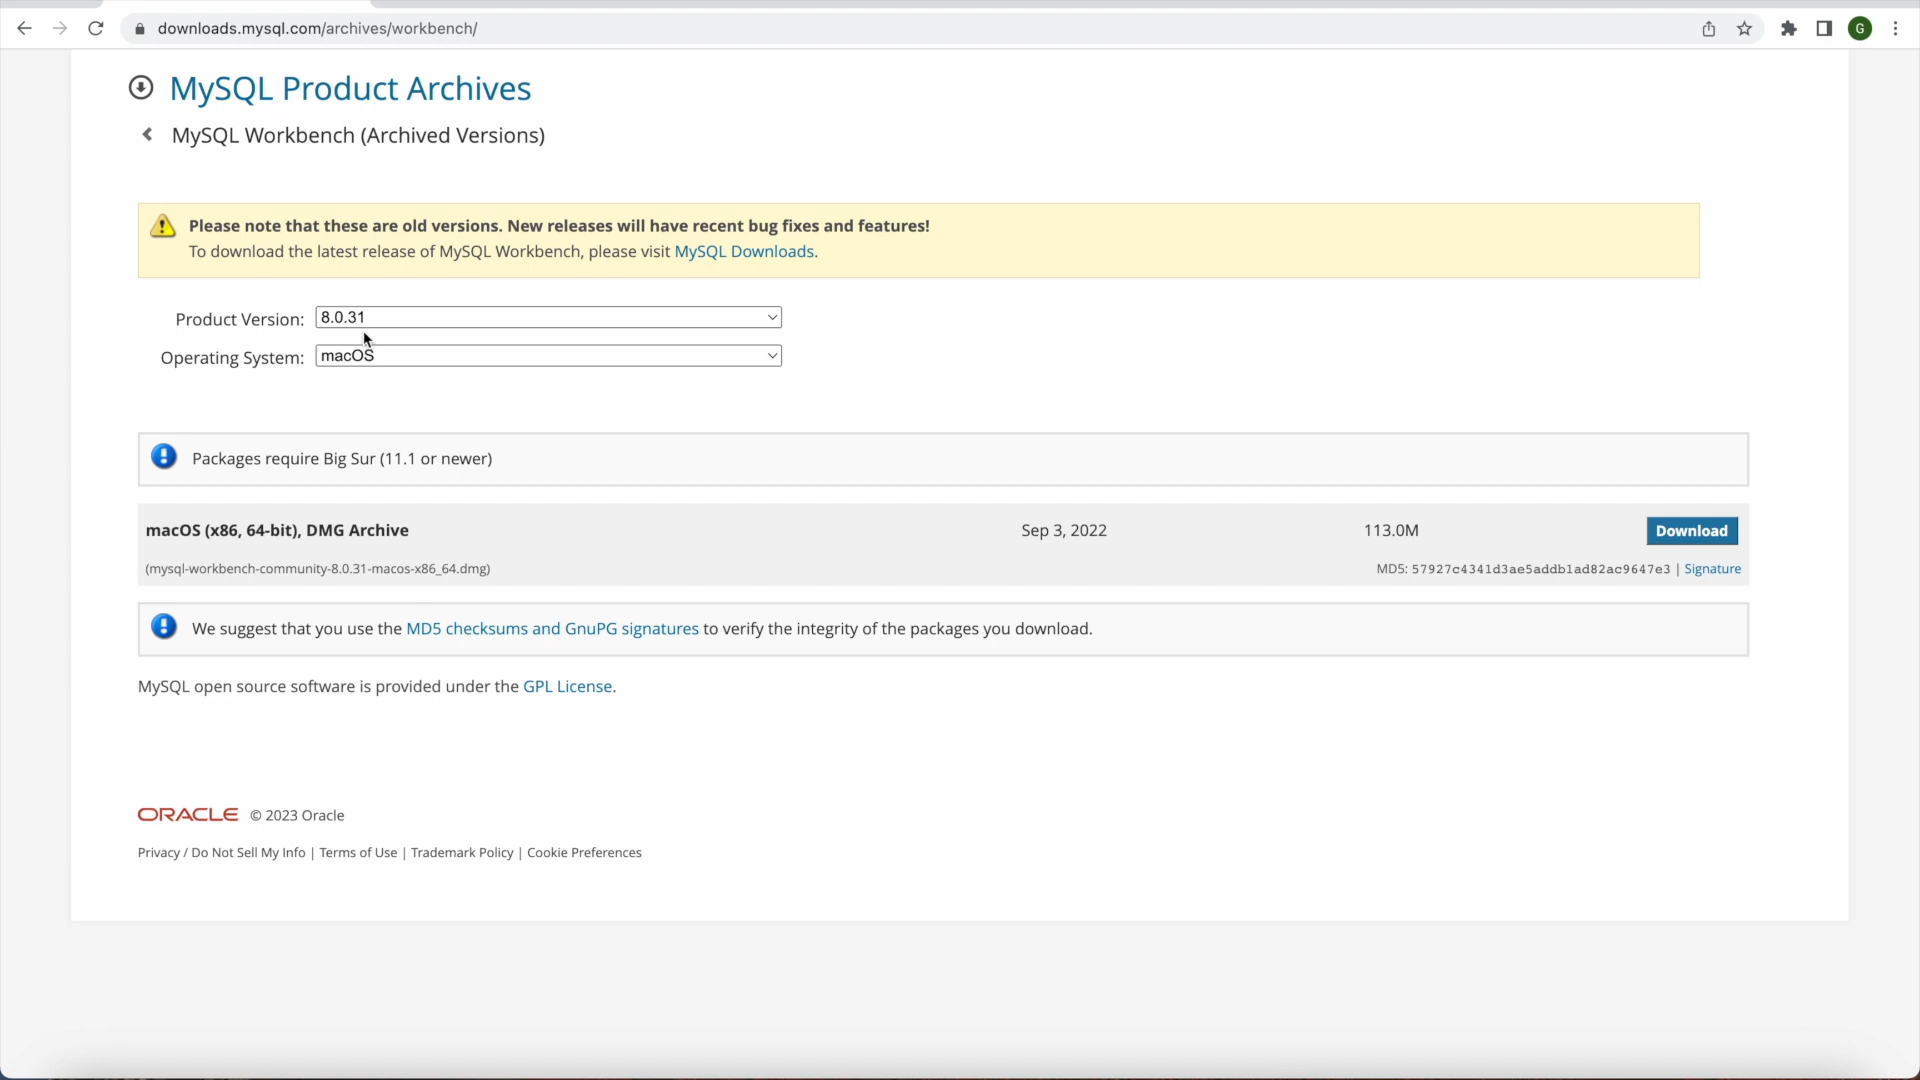 downloads.mysql.com/archives/workbench/
G
MySQL Product Archives
MySQL Workbench (Archived Versions)
Please note that these are old versions. New releases will have recent bug fixes and features!
To download the latest release of MySQL Workbench, please visit MySQL Downloads.
Product Version: 8.0.31
Operating System: macOS
Packages require Big Sur (11.1 or newer)
macOS (x86, 64-bit), DMG Archive Sep 3, 2022 113.0M Download
(mysql-workbench-community-8.0.31-macos-x86_64.dmg) MD5: 57927c4341d3ae5addb1ad82ac9647e3 | Signature
We suggest that you use the MD5 checksums and GnuPG signatures to verify the integrity of the packages you download.
MySQL open source software is provided under the GPL License.
ORACLE © 2023 Oracle
Privacy / Do Not Sell My Info | Terms of Use | Trademark Policy | Cookie Preferences